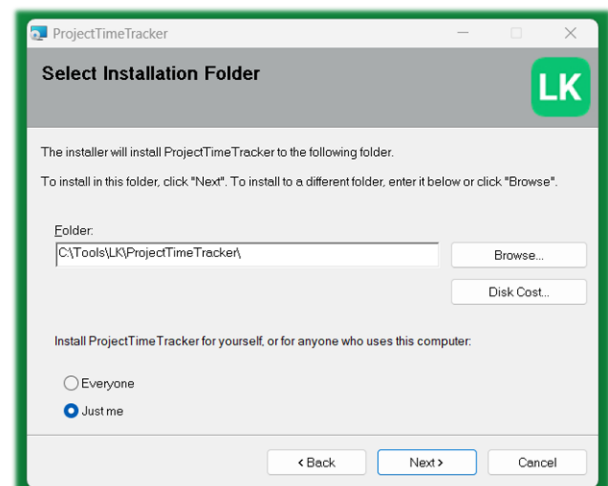 ProjectTimeTracker
Select Installation Folder
LK
The installer will install ProjectTimeTracker to the following folder.
To install in this folder, click "Next". To install to a different folder, enter it below or click "Browse".
Folder:
C:\Tools\LK\ProjectTimeTracker\
Browse...
Disk Cost...
Install ProjectTimeTracker for yourself, or for anyone who uses this computer:
Everyone
Just me
< Back
Next >
Cancel